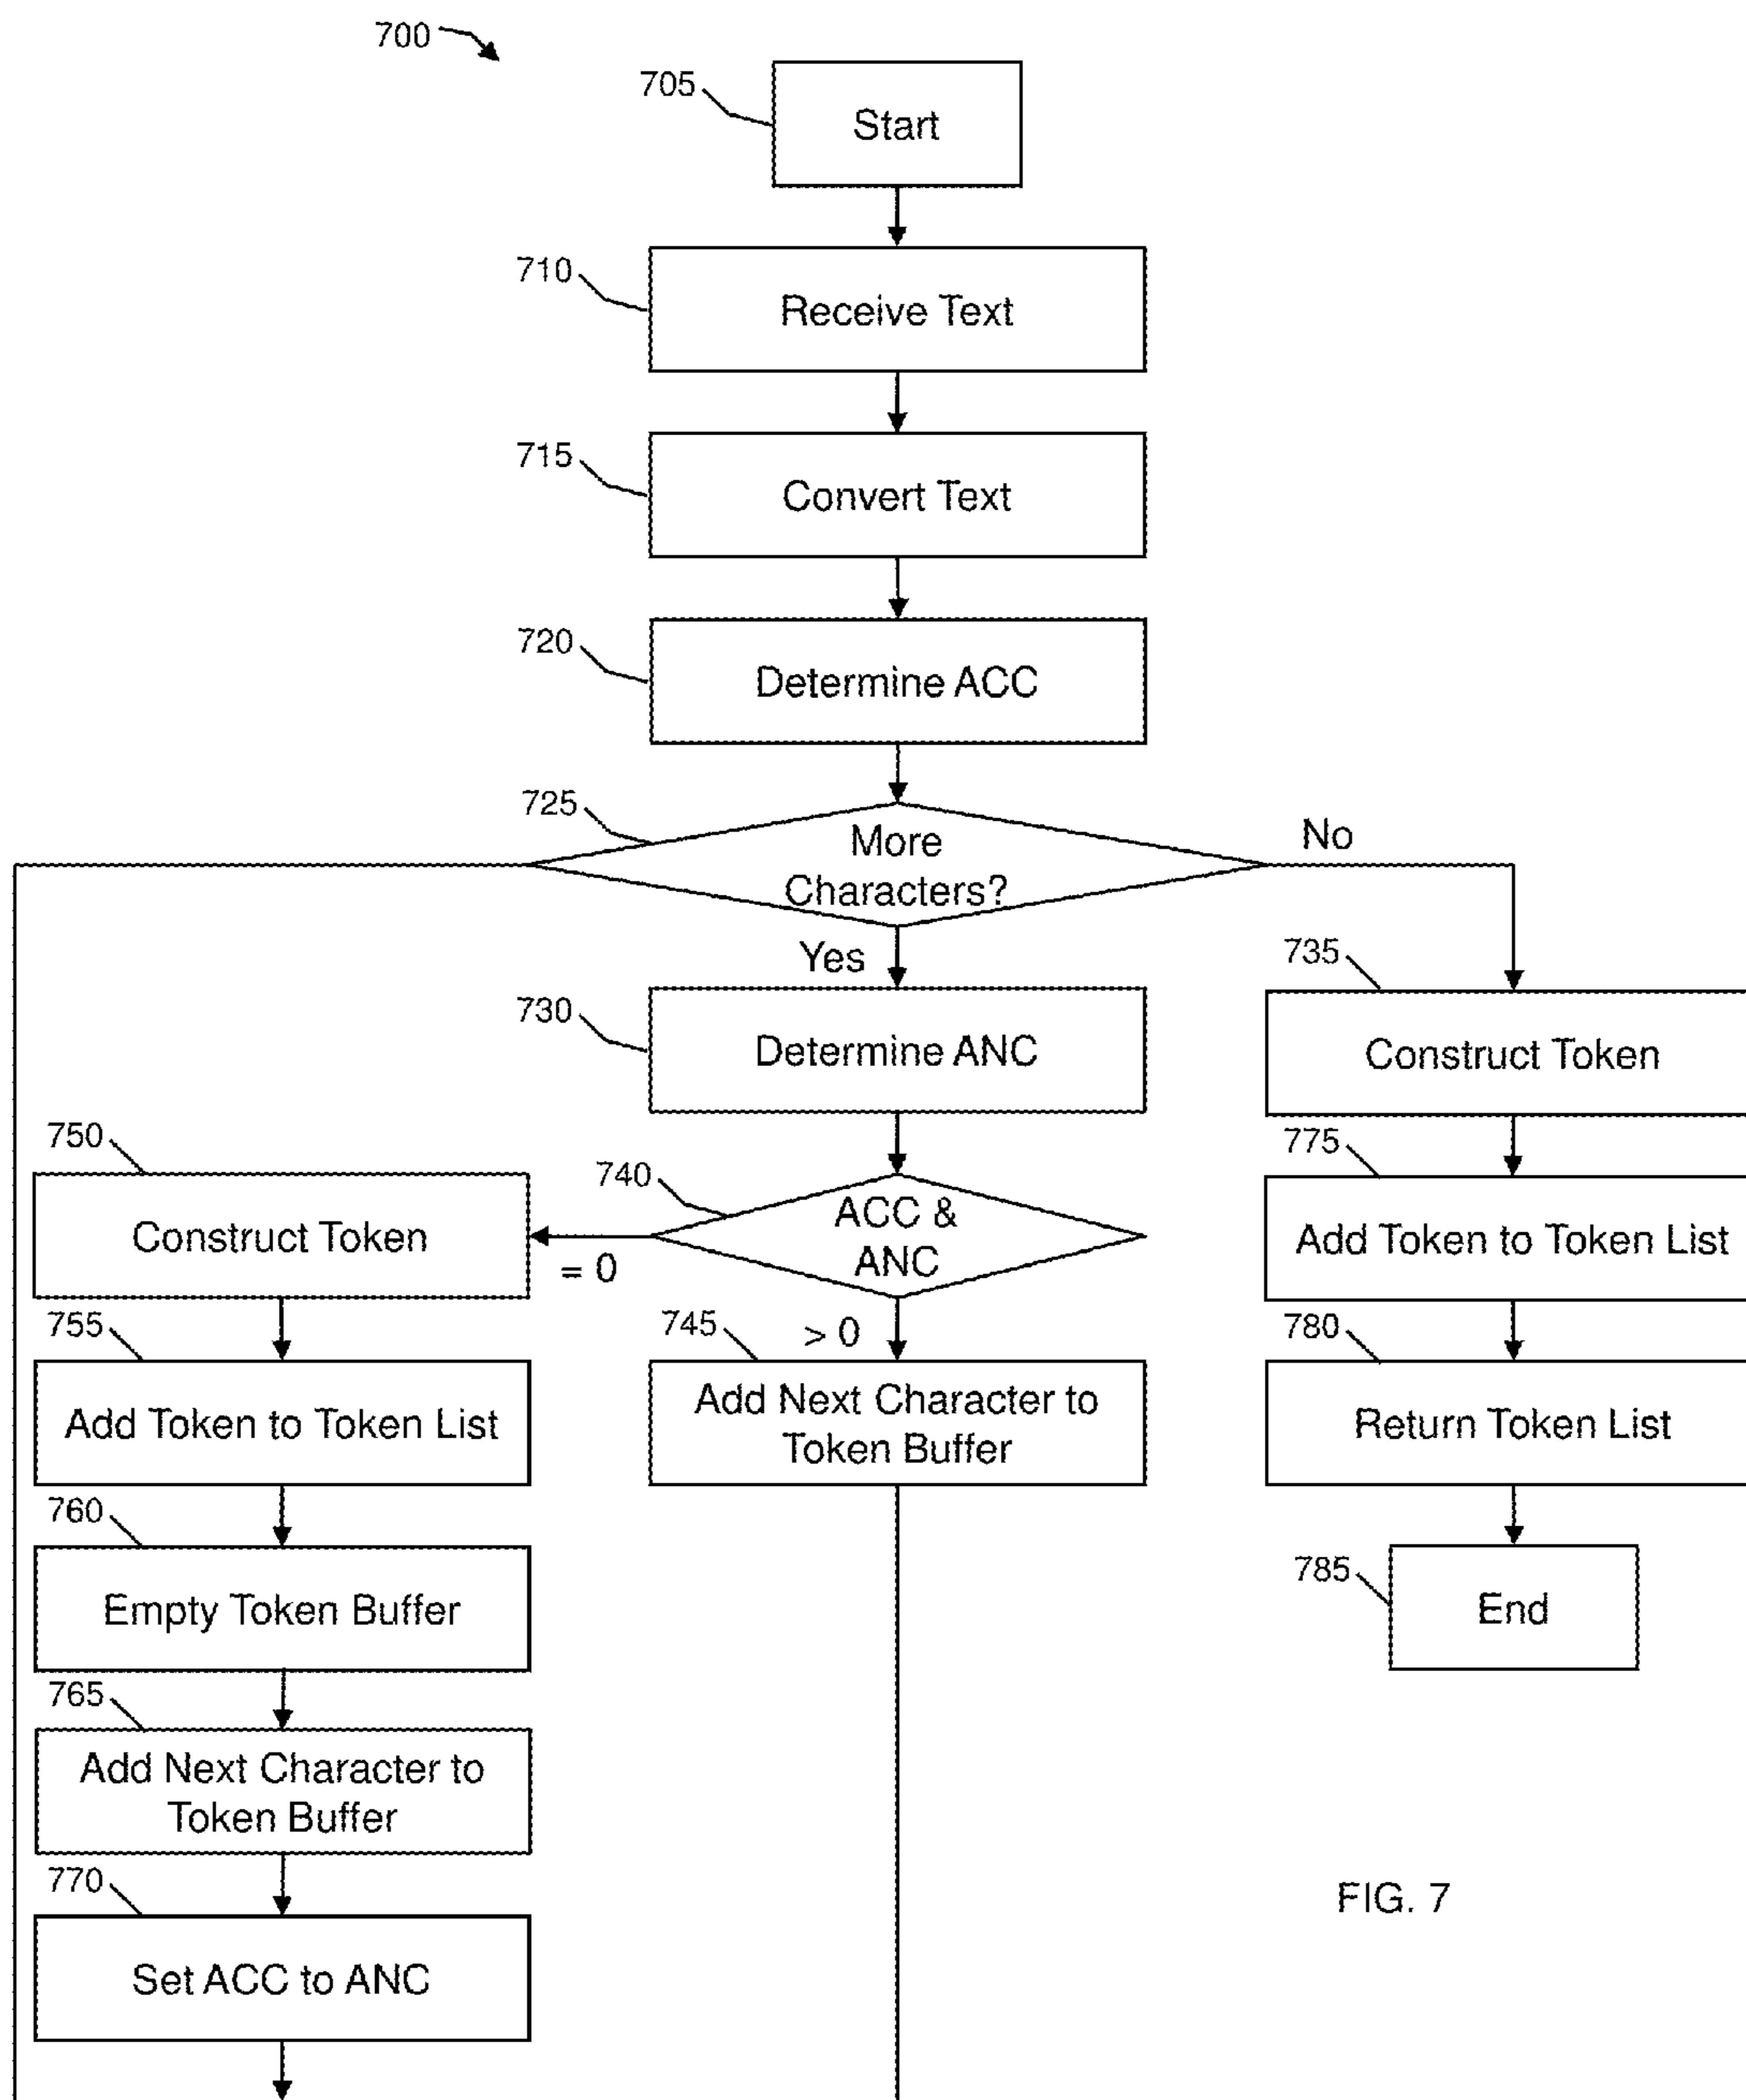 700
705
Start
710
Receive Text
715
Convert Text
720
Determine ACC
725
More
Characters?
No
Yes
730
Determine ANC
735
Construct Token
740
ACC &
ANC
= 0
> 0
750
Construct Token
775
Add Token to Token List
755
Add Token to Token List
745
Add Next Character to
Token Buffer
780
Return Token List
760
Empty Token Buffer
785
End
765
Add Next Character to
Token Buffer
770
Set ACC to ANC
FIG. 7